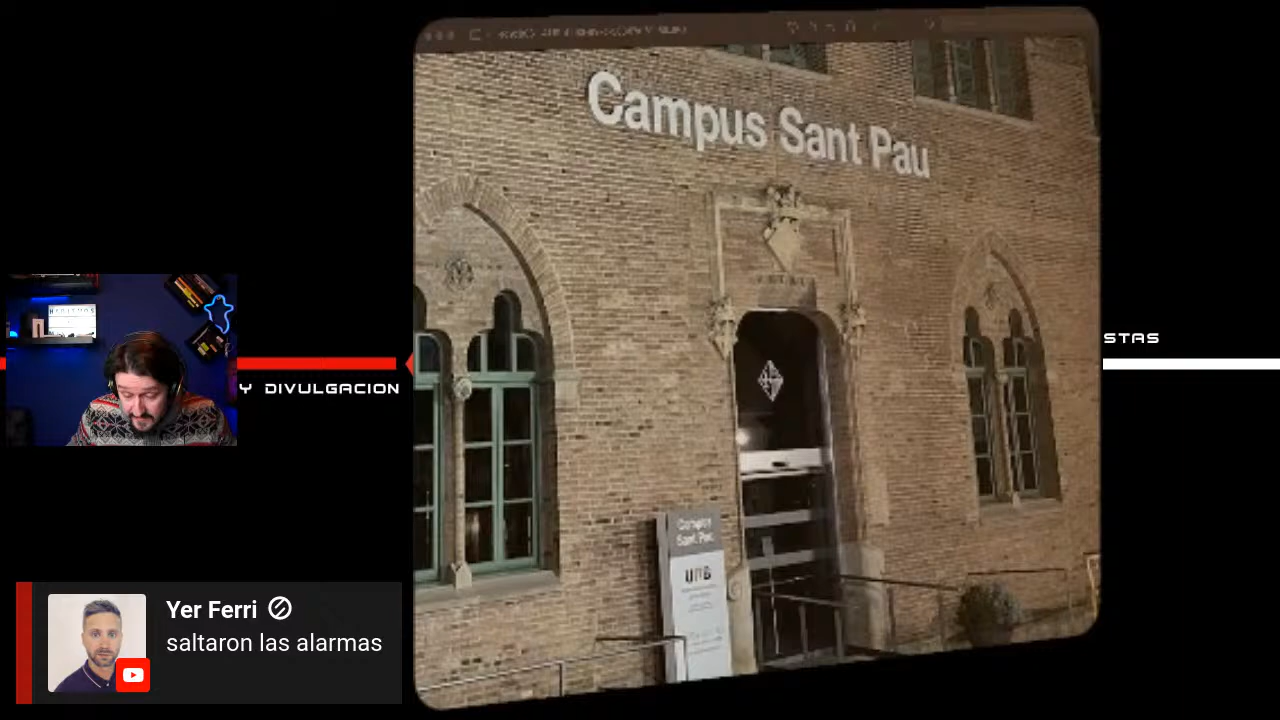 Campus Sant Pau
STAS
Y DIVULGACION
Campus
Sant Pau
UAB
Yer Ferri
saltaron las alarmas